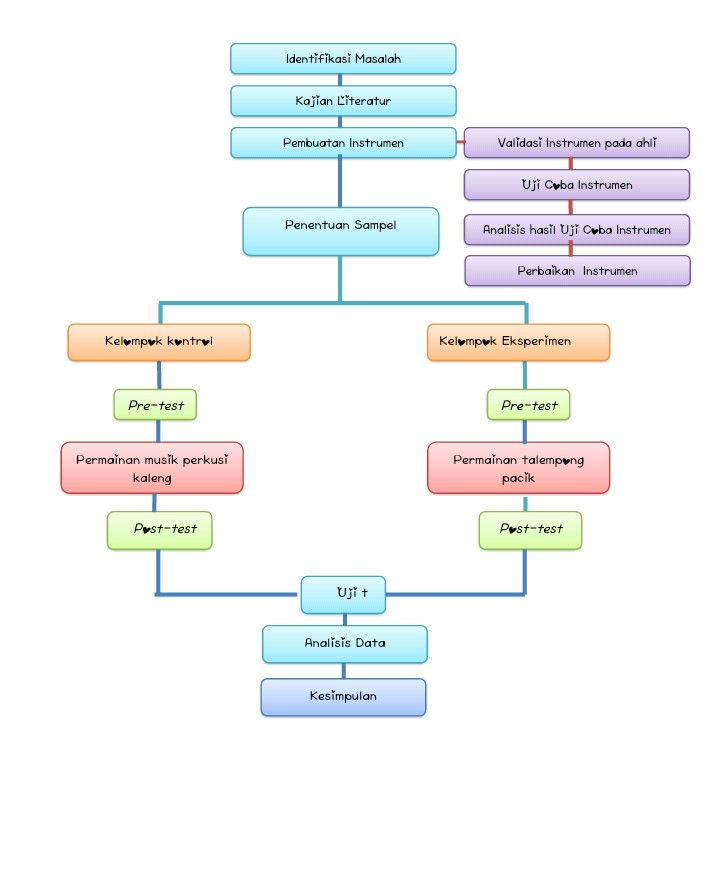 Identifikasi Masalah
Kajian Literatur
Pembuatan Instrumen
Validasi Instrumen pada ahli
Uji Coba Instrumen
Analisis hasil Uji Coba Instrumen
Perbaikan Instrumen
Penentuan Sampel
Kelompok kontrol
Kelompok Eksperimen
Pre-test
Pre-test
Permainan musik perkusi
kaleng
Permainan talempong
pacik
Post-test
Post-test
Uji t
Analisis Data
Kesimpulan